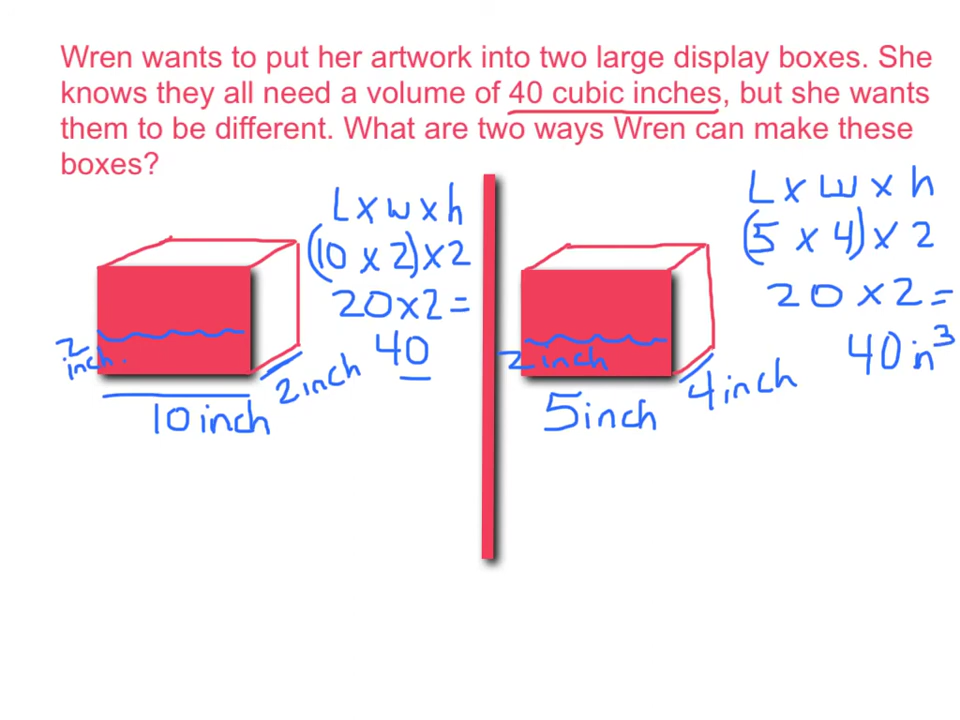 Wren wants to put her artwork into two large display boxes. She
knows they all need a volume of 40 cubic inches, but she wants
them to be different. What are two ways Wren can make these
boxes?
L x w x h
(10 x 2) x 2
20 x 2 =
40
2
inch.
2 inch
10 inch
L x w x h
(5 x 4) x 2
20 x 2 =
40 in³
2 inch
4 inch
5 inch